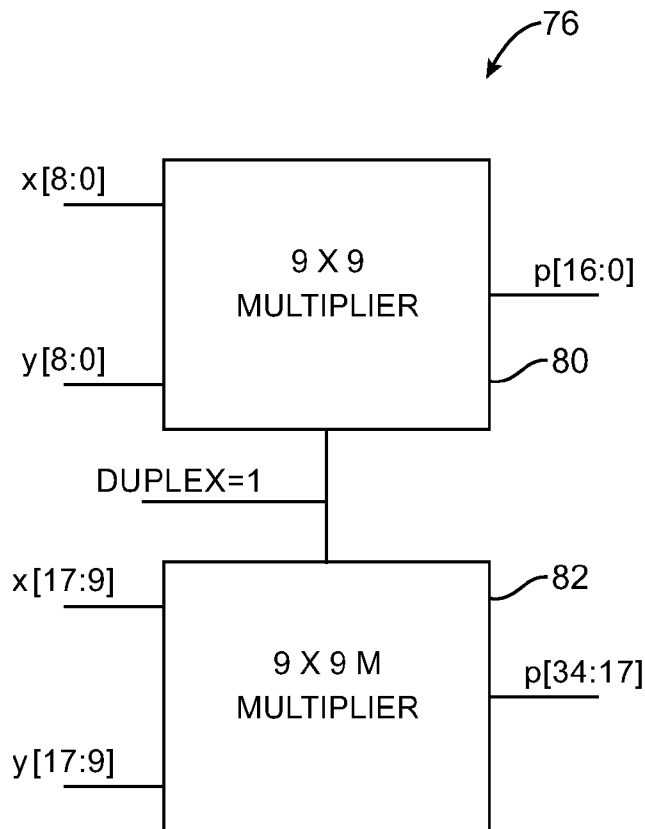 76
x[8:0]
9 X 9
MULTIPLIER
p[16:0]
y[8:0]
80
DUPLEX=1
x[17:9]
82
9 X 9 M
MULTIPLIER
p[34:17]
y[17:9]